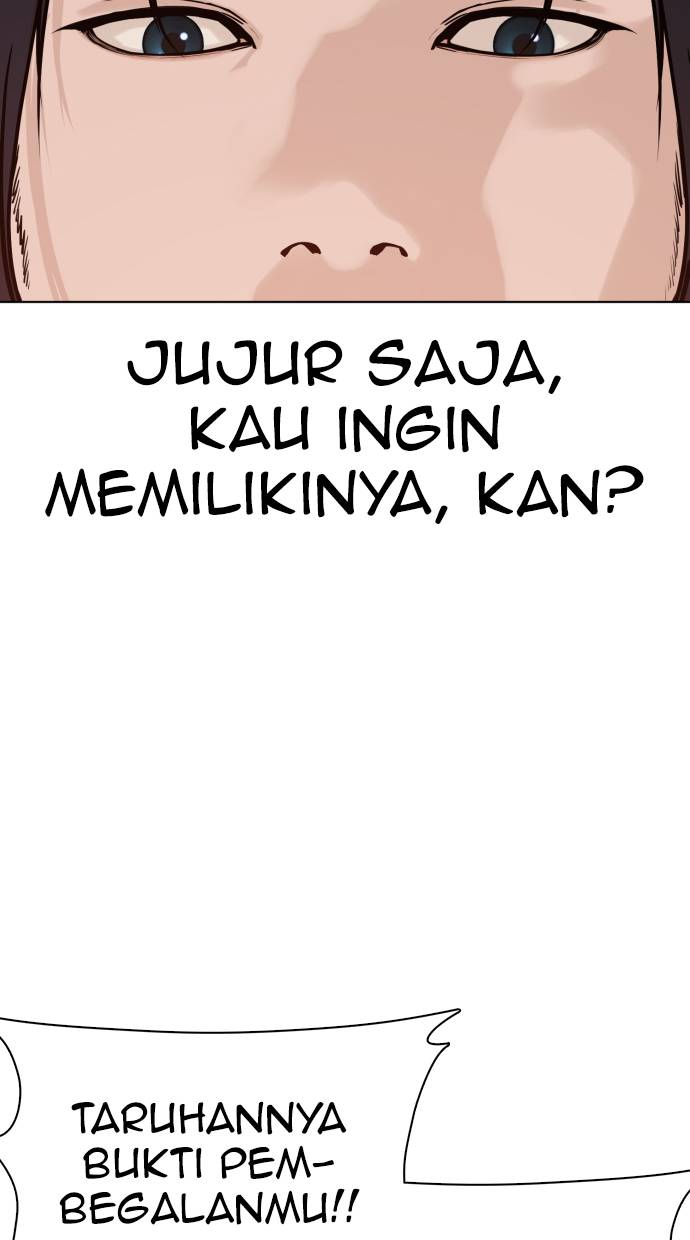 JUJUR SAJA,
KAU INGIN
MEMILIKINYA, KAN?
TARUHANNYA
BUKTI PEM-
BEGALANMU!!